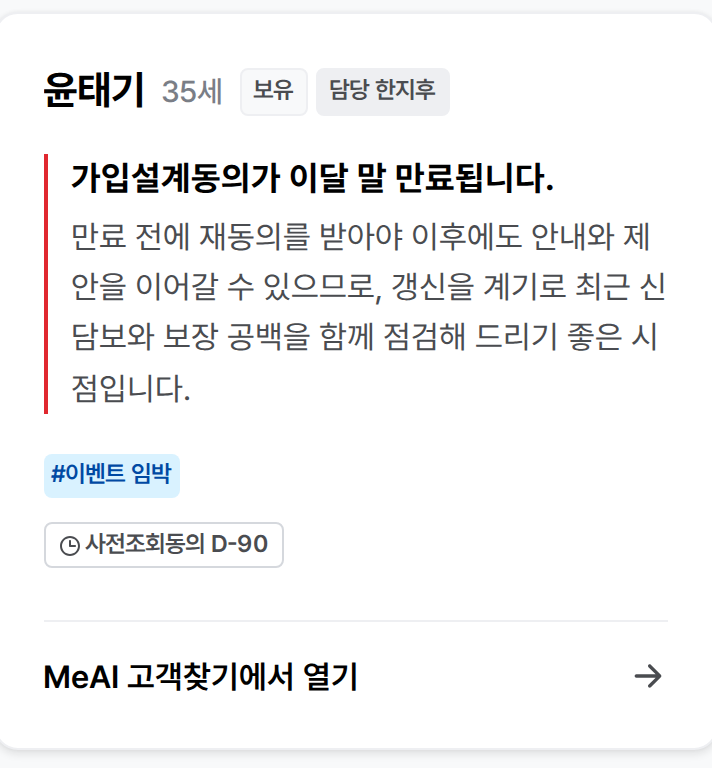 윤태기 35세 보유 담당 한지후
가입설계동의가 이달 말 만료됩니다.
만료 전에 재동의를 받아야 이후에도 안내와 제
안을 이어갈 수 있으므로, 갱신을 계기로 최근 신
담보와 보장 공백을 함께 점검해 드리기 좋은 시
점입니다.
#이벤트 임박
사전조회동의 D-90
MeAI 고객찾기에서 열기